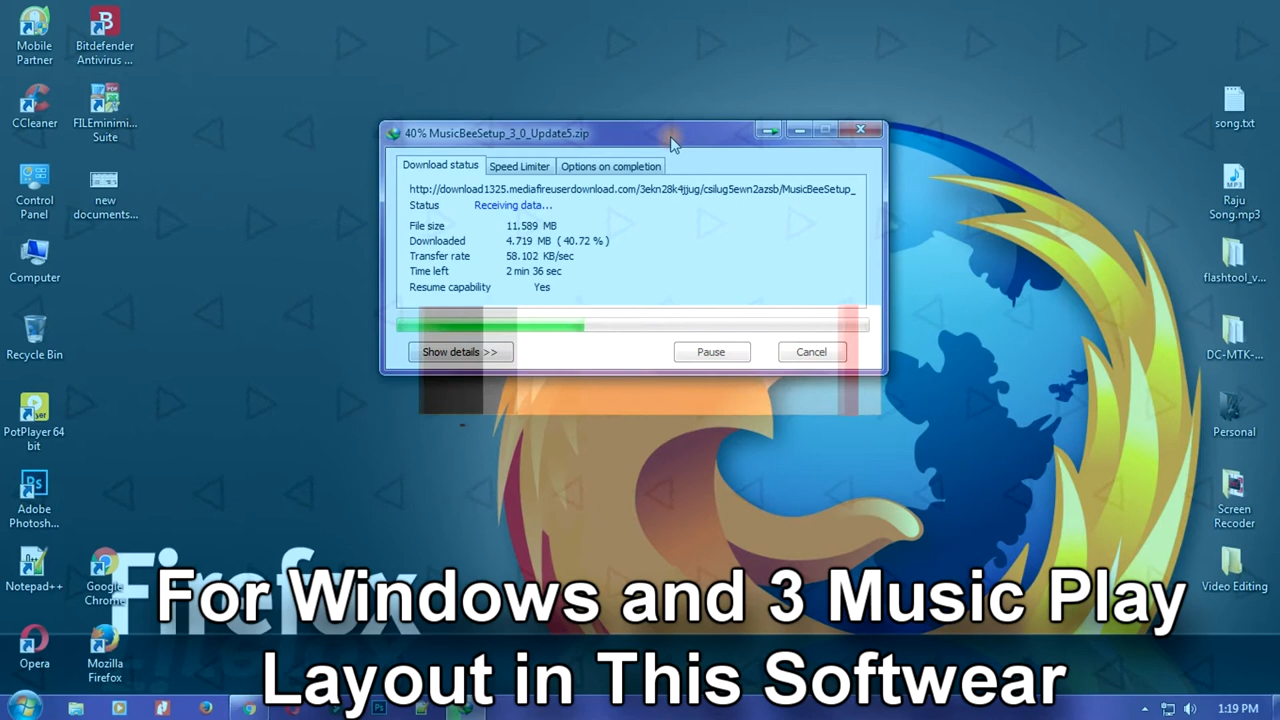 Mobile
Partner
Bitdefender
Antivirus ...
CCleaner
FILEminimi...
Suite
Control
Panel
new
documents...
Computer
Recycle Bin
PotPlayer 64
bit
Adobe
Photosh...
Notepad++
Google
Chrome
Opera
Mozilla
Firefox
40% MusicBeeSetup_3_0_Update5.zip
Download status
Speed Limiter
Options on completion
http://download1325.mediafireuserdownload.com/3ekn28k4jjug/csilug5ewn2azsb/MusicBeeSetup_
Status Receiving data...
File size 11.589 MB
Downloaded 4.719 MB ( 40.72 % )
Transfer rate 58.102 KB/sec
Time left 2 min 36 sec
Resume capability Yes
Show details >>
Pause
Cancel
song.txt
Raju
Song.mp3
flashtool_v...
DC-MTK-...
Personal
Screen
Recoder
Video Editing
Firefox
For Windows and 3 Music Play
Layout in This Softwear
1:19 PM